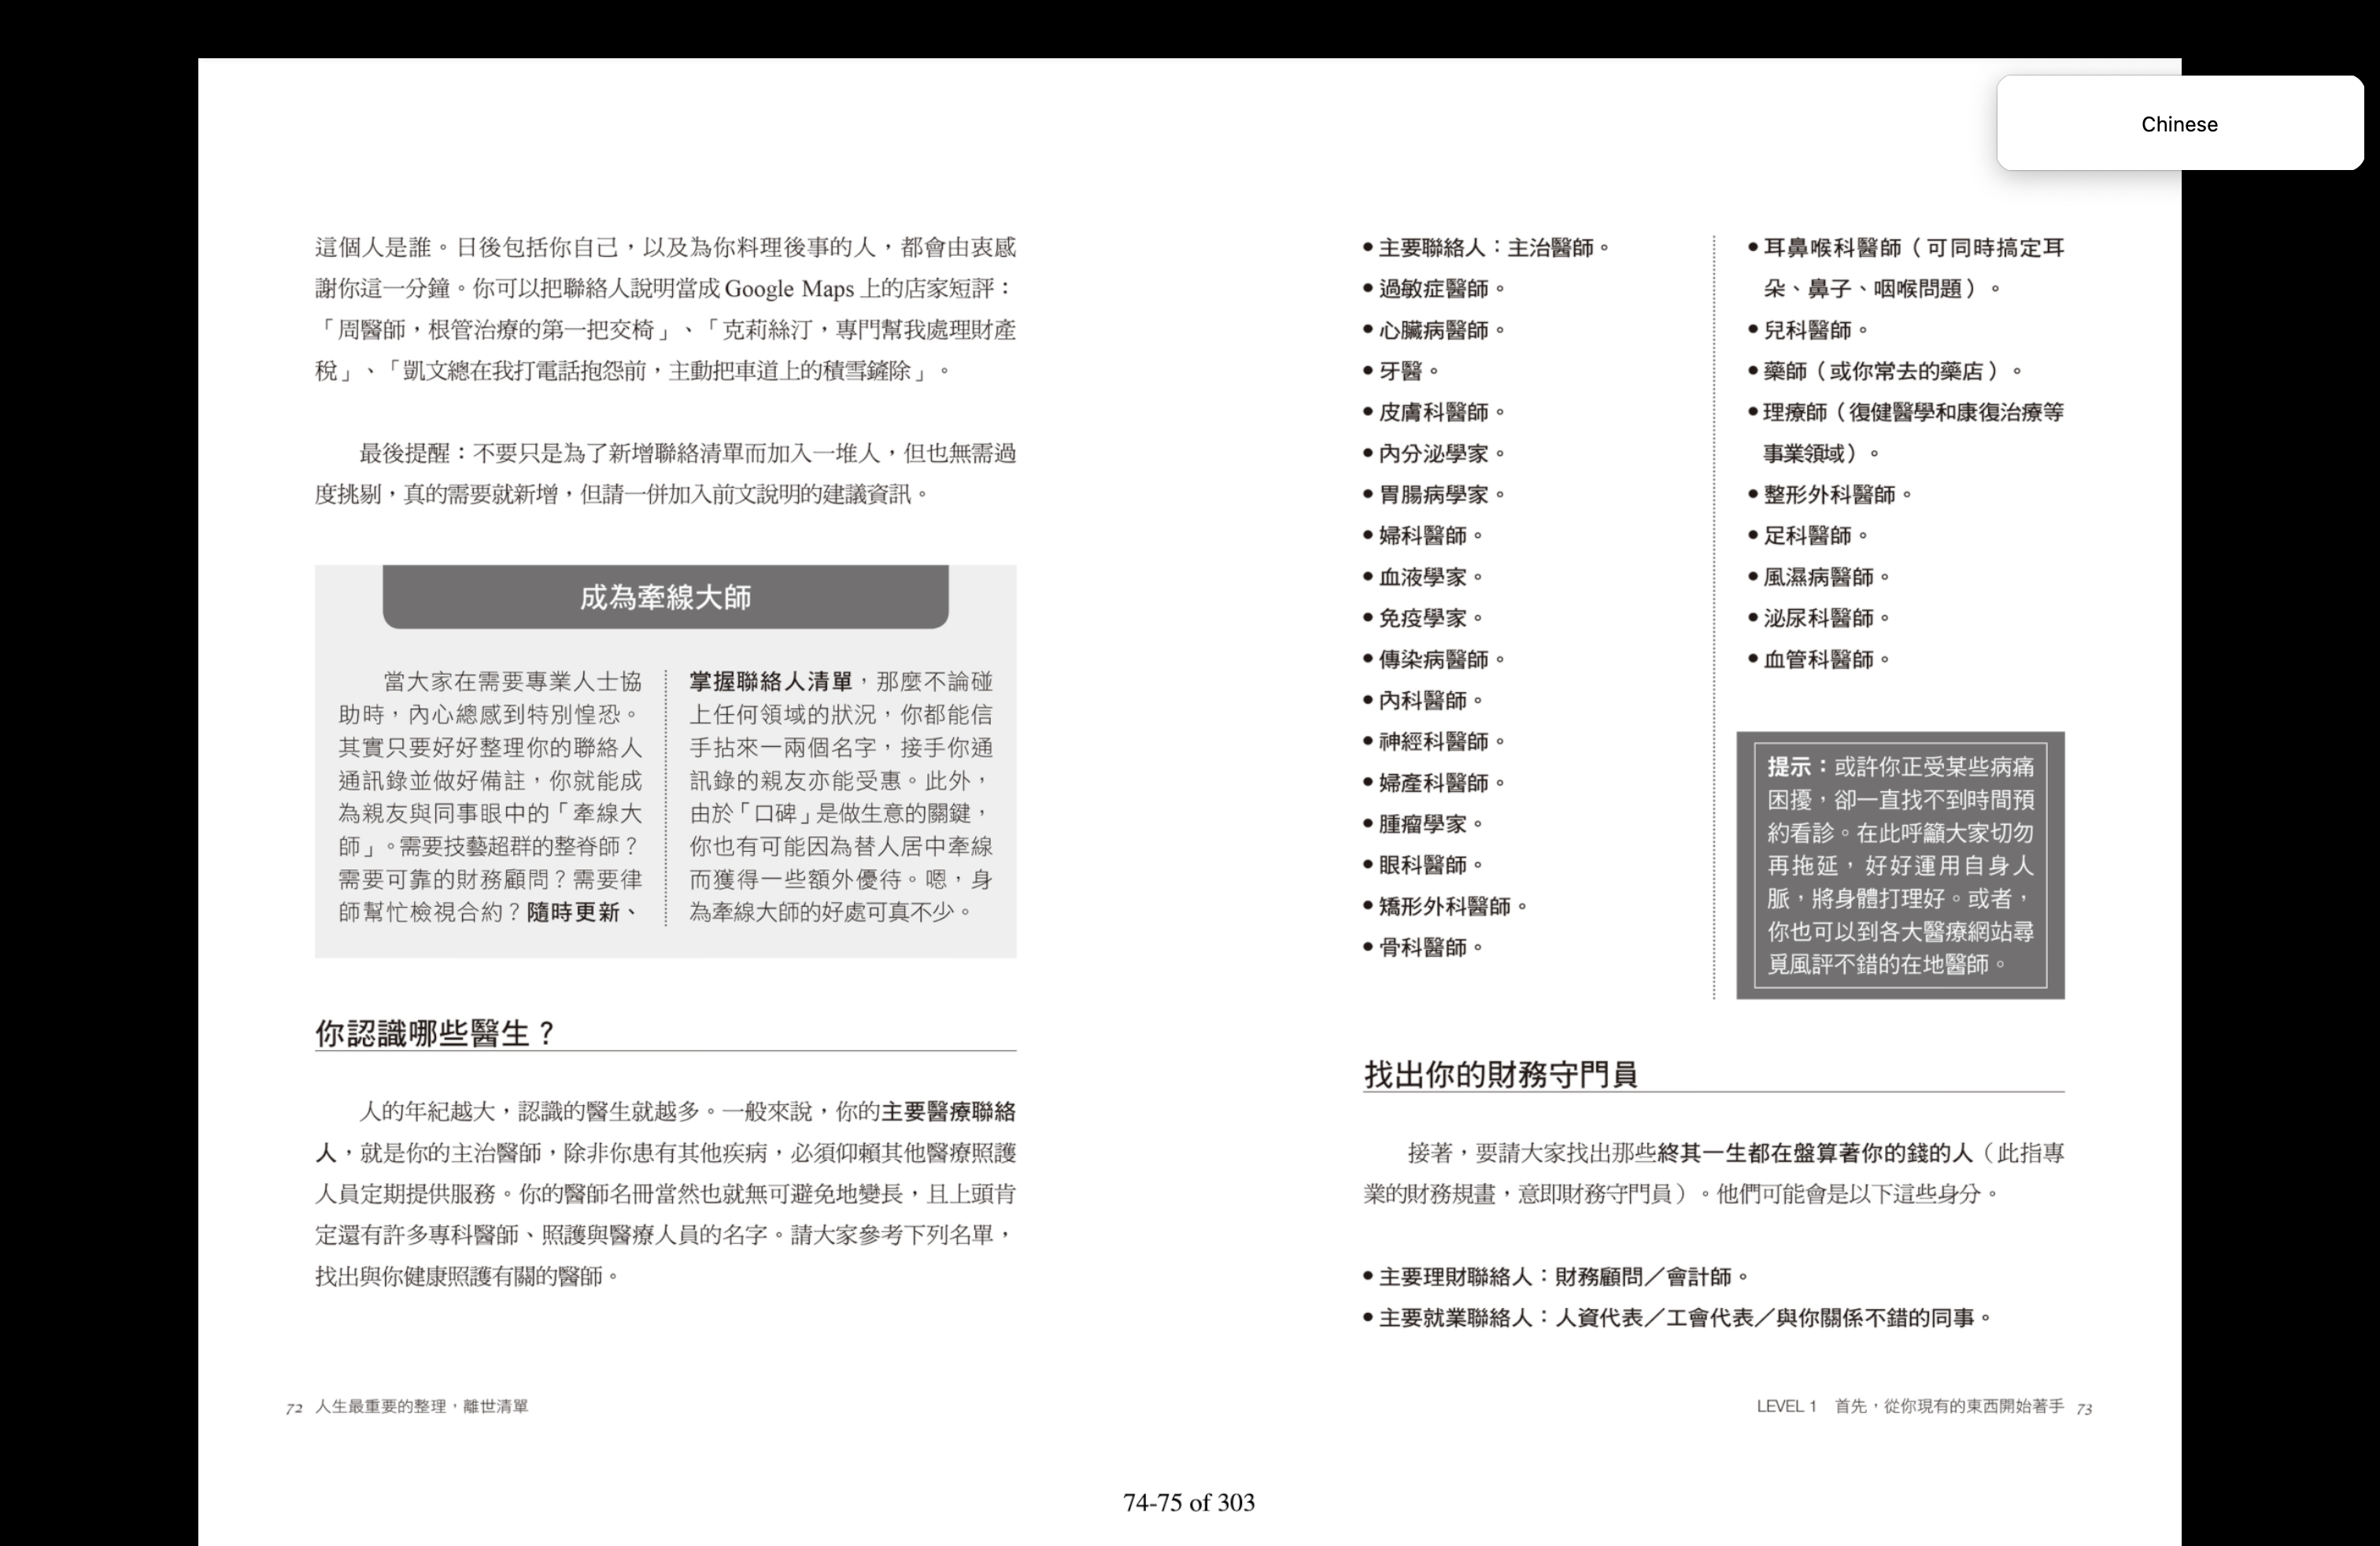 Chinese
這個人是誰。日後包括你自己，以及為你料理後事的人，都會由衷感
謝你這一分鐘。你可以把聯絡人說明當成 Google Maps 上的店家短評：
「周醫師，根管治療的第一把交椅」、「克莉絲汀，專門幫我處理財產
稅」、「凱文總在我打電話抱怨前，主動把車道上的積雪鏟除」。
最後提醒：不要只是為了新增聯絡清單而加入一堆人，但也無需過
度挑剔，真的需要就新增，但請一併加入前文說明的建議資訊。
成為牽線大師
當大家在需要專業人士協
助時，內心總感到特別惶恐。
其實只要好好整理你的聯絡人
通訊錄並做好備註，你就能成
為親友與同事眼中的「牽線大
師」。需要技藝超群的整脊師？
需要可靠的財務顧問？需要律
師幫忙檢視合約？隨時更新、
掌握聯絡人清單，那麼不論碰
上任何領域的狀況，你都能信
手拈來一兩個名字，接手你通
訊錄的親友亦能受惠。此外，
由於「口碑」是做生意的關鍵，
你也有可能因為替人居中牽線
而獲得一些額外優待。嗯，身
為牽線大師的好處可真不少。
你認識哪些醫生？
人的年紀越大，認識的醫生就越多。一般來說，你的主要醫療聯絡
人，就是你的主治醫師，除非你患有其他疾病，必須仰賴其他醫療照護
人員定期提供服務。你的醫師名冊當然也就無可避免地變長，且上頭肯
定還有許多專科醫師、照護與醫療人員的名字。請大家參考下列名單，
找出與你健康照護有關的醫師。
72 人生最重要的整理，離世清單
●主要聯絡人：主治醫師。
●過敏症醫師。
●心臟病醫師。
●牙醫。
●皮膚科醫師。
●內分泌學家。
●胃腸病學家。
●婦科醫師。
●血液學家。
●免疫學家。
●傳染病醫師。
●內科醫師。
●神經科醫師。
●婦產科醫師。
●腫瘤學家。
●眼科醫師。
●矯形外科醫師。
●骨科醫師。
●耳鼻喉科醫師（可同時搞定耳
朵、鼻子、咽喉問題）。
●兒科醫師。
●藥師（或你常去的藥店）。
●理療師（復健醫學和康復治療等
事業領域）。
●整形外科醫師。
●足科醫師。
●風濕病醫師。
●泌尿科醫師。
●血管科醫師。
提示：或許你正受某些病痛
困擾，卻一直找不到時間預
約看診。在此呼籲大家切勿
再拖延，好好運用自身人
脈，將身體打理好。或者，
你也可以到各大醫療網站尋
覓風評不錯的在地醫師。
找出你的財務守門員
接著，要請大家找出那些終其一生都在盤算著你的錢的人（此指專
業的財務規畫，意即財務守門員）。他們可能會是以下這些身分。
●主要理財聯絡人：財務顧問／會計師。
●主要就業聯絡人：人資代表／工會代表／與你關係不錯的同事。
LEVEL 1 首先，從你現有的東西開始著手 73
74-75 of 303